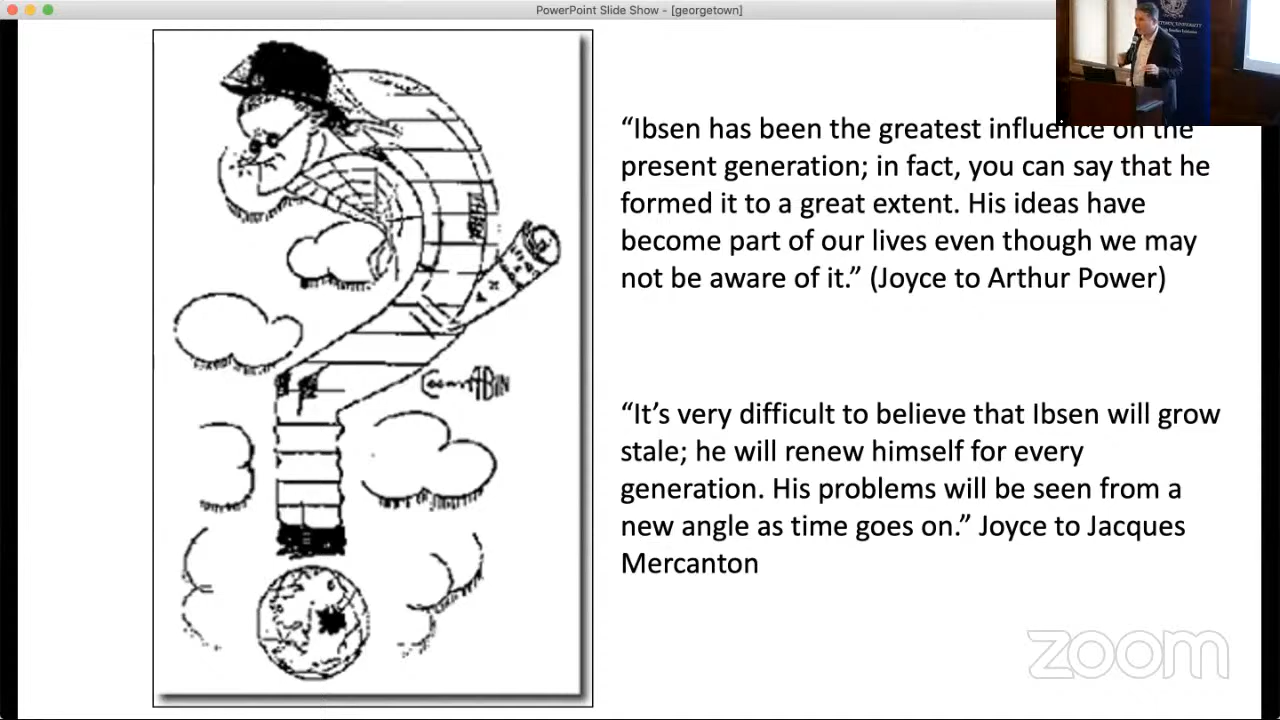 PowerPoint Slide Show - [georgetown]
“Ibsen has been the greatest influence on the
present generation; in fact, you can say that he
formed it to a great extent. His ideas have
become part of our lives even though we may
not be aware of it.” (Joyce to Arthur Power)
“It’s very difficult to believe that Ibsen will grow
stale; he will renew himself for every
generation. His problems will be seen from a
new angle as time goes on.” Joyce to Jacques
Mercanton
zoom